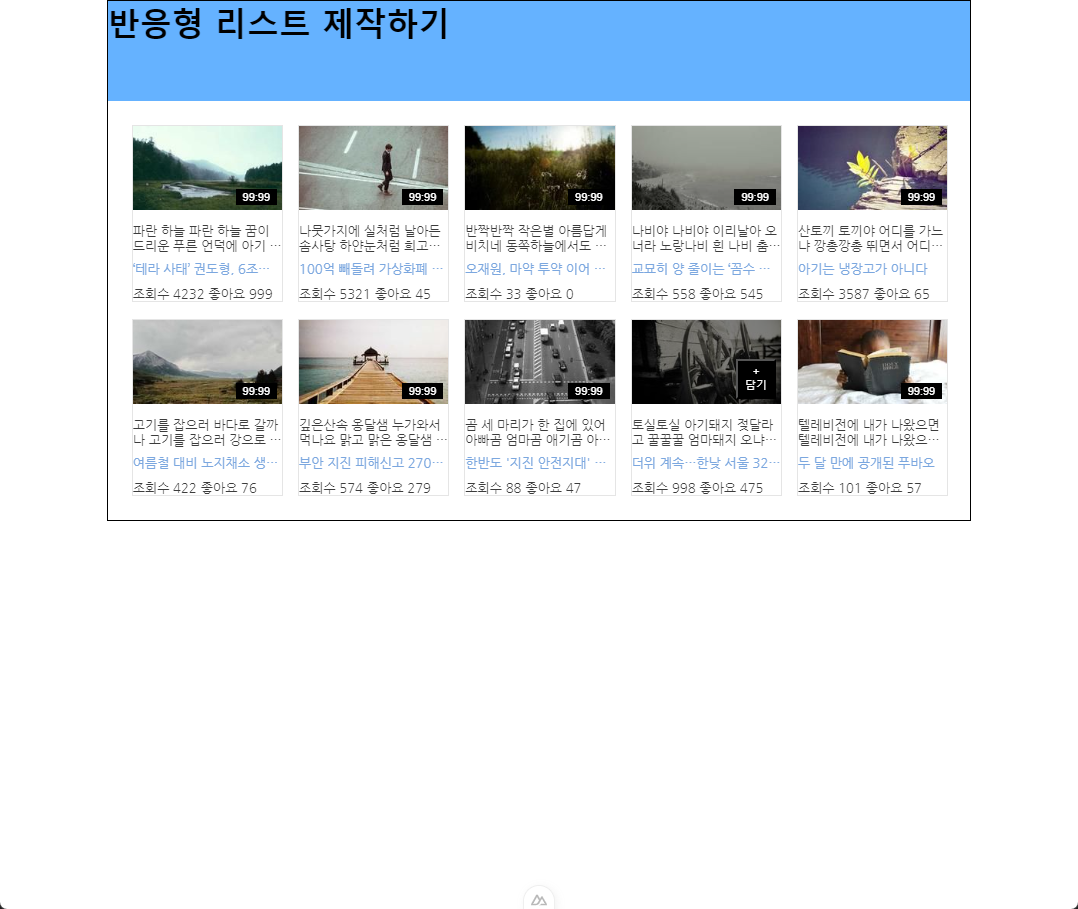 반응형 리스트 제작하기
99:99
99:99
99:99
99:99
99:99
파란 하늘 파란 하늘 꿈이
드리운 푸른 언덕에 아기 …
‘테라 사태’ 권도형, 6조…
조회수 4232 좋아요 999
나뭇가지에 실처럼 날아든
솜사탕 하얀눈처럼 희고…
100억 빼돌려 가상화폐 …
조회수 5321 좋아요 45
반짝반짝 작은별 아름답게
비치네 동쪽하늘에서도 …
오재원, 마약 투약 이어 …
조회수 33 좋아요 0
나비야 나비야 이리날아 오
너라 노랑나비 흰 나비 춤…
교묘히 양 줄이는 ‘꼼수 …
조회수 558 좋아요 545
산토끼 토끼야 어디를 가느
냐 깡충깡충 뛰면서 어디…
아기는 냉장고가 아니다
조회수 3587 좋아요 65
99:99
99:99
99:99
+
담기
99:99
고기를 잡으러 바다로 갈까
나 고기를 잡으러 강으로 …
여름철 대비 노지채소 생…
조회수 422 좋아요 76
깊은산속 옹달샘 누가와서
먹나요 맑고 맑은 옹달샘 …
부안 지진 피해신고 270…
조회수 574 좋아요 279
곰 세 마리가 한 집에 있어
아빠곰 엄마곰 애기곰 아…
한반도 '지진 안전지대' …
조회수 88 좋아요 47
토실토실 아기돼지 젖달라
고 꿀꿀꿀 엄마돼지 오냐…
더위 계속…한낮 서울 32…
조회수 998 좋아요 475
텔레비전에 내가 나왔으면
텔레비전에 내가 나왔으…
두 달 만에 공개된 푸바오
조회수 101 좋아요 57